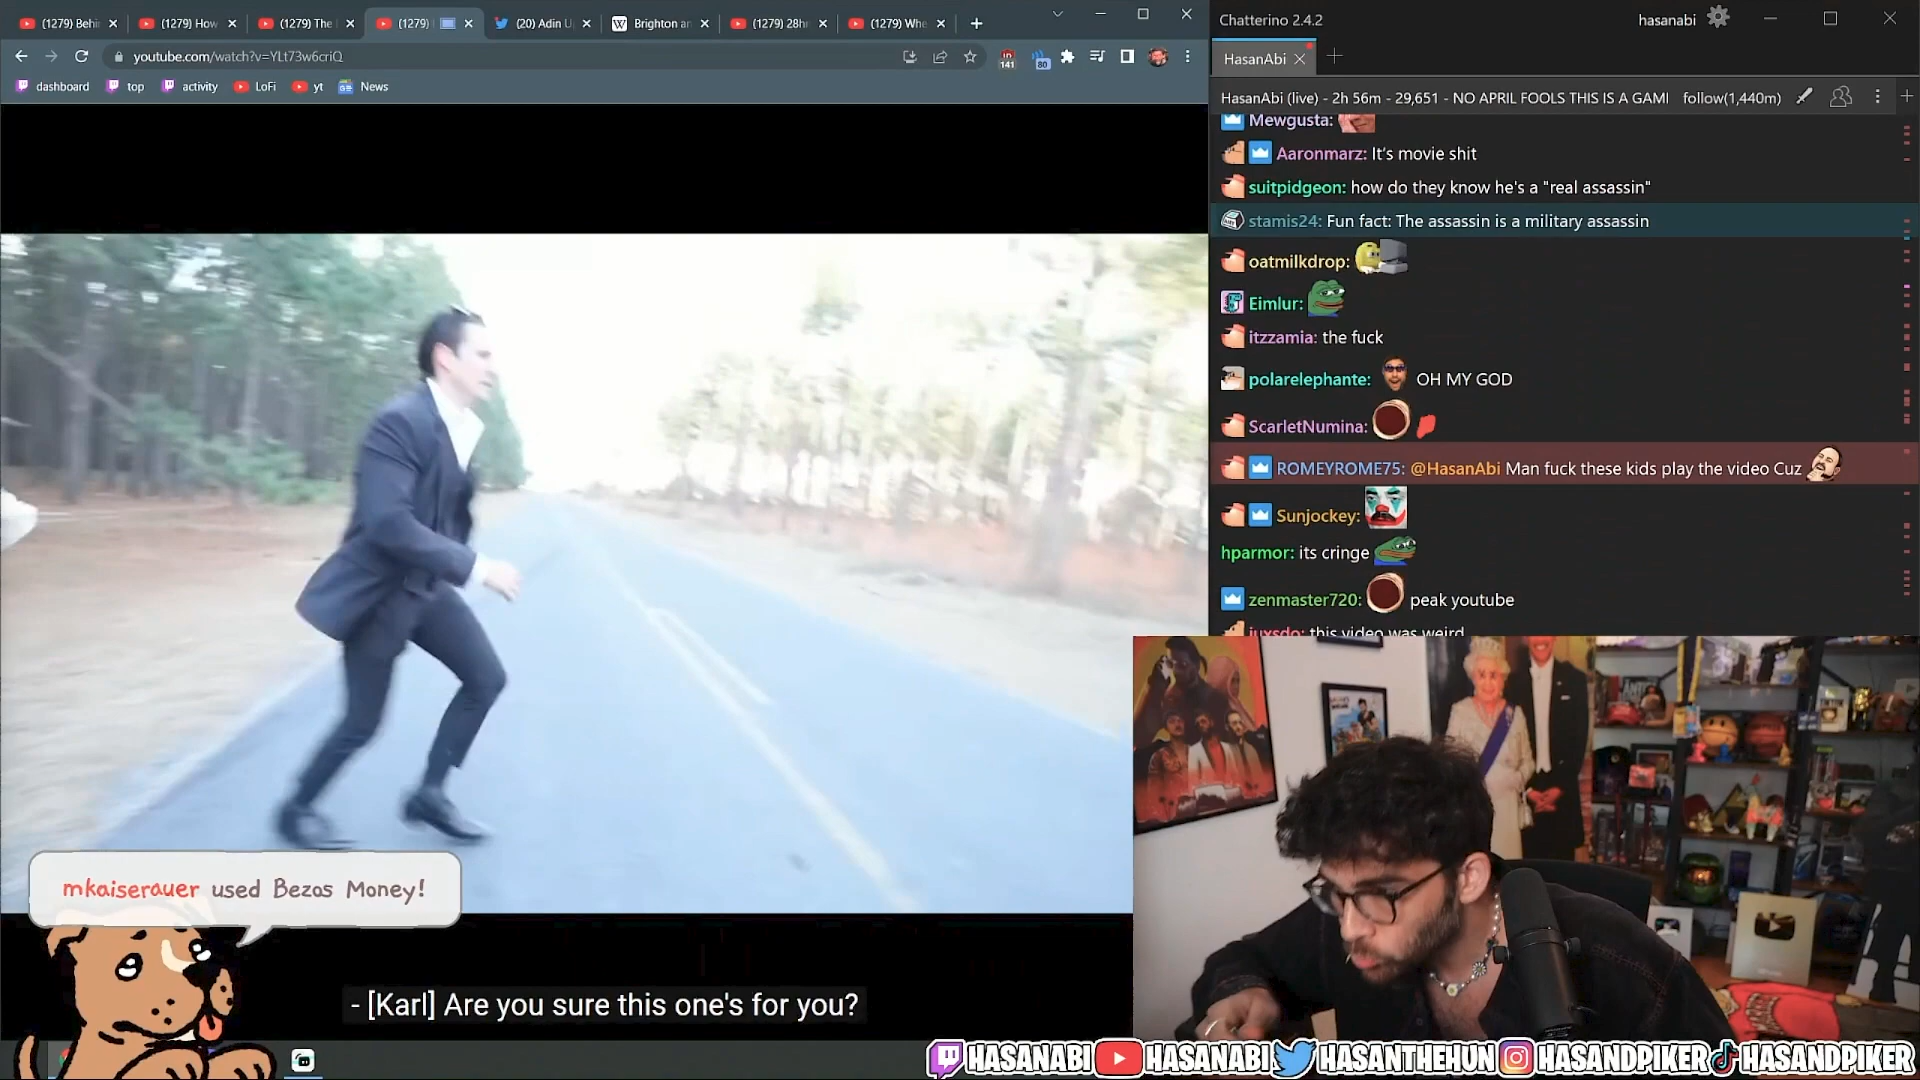 (1279) Behi
(1279) How
(1279) The
(1279)
(20) Adin U
Brighton an
(1279) 28hr
(1279) Whe
youtube.com/watch?v=YLt73w6criQ
141
80
dashboard
top
activity
LoFi
yt
News
Chatterino 2.4.2
hasanabi
HasanAbi
HasanAbi (live) - 2h 56m - 29,651 - NO APRIL FOOLS THIS IS A GAMI
follow(1,440m)
Mewgusta:
Aaronmarz: It's movie shit
suitpidgeon: how do they know he's a "real assassin"
stamis24: Fun fact: The assassin is a military assassin
oatmilkdrop:
Eimlur:
itzzamia: the fuck
polarelephante: OH MY GOD
ScarletNumina:
ROMEYROME75: @HasanAbi Man fuck these kids play the video Cuz
Sunjockey:
hparmor: its cringe
zenmaster720: peak youtube
juxsdo: this video was weird
mkaiserauer used Bezos Money!
- [Karl] Are you sure this one's for you?
HASANABI
HASANABI
HASANTHEHUN
HASANDPIKER
HASANDPIKER